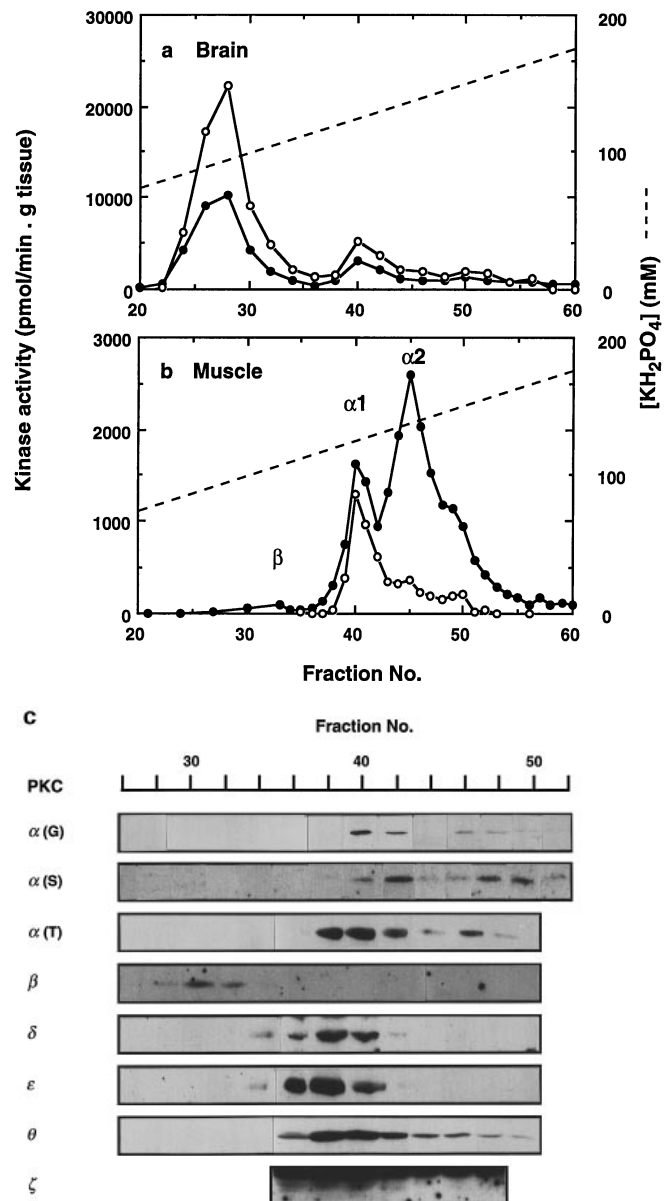 30000
20000
10000
0
a Brain
200
100
0
20
30
40
50
60
3000
2000
1000
0
b Muscle
α1
α2
β
200
100
0
20
30
40
50
60
Kinase activity (pmol/min . g tissue)
[KH2PO4] (mM)
Fraction No.
C
Fraction No.
30
40
50
PKC
α (G)
α (S)
α (T)
β
δ
ε
θ
ζ